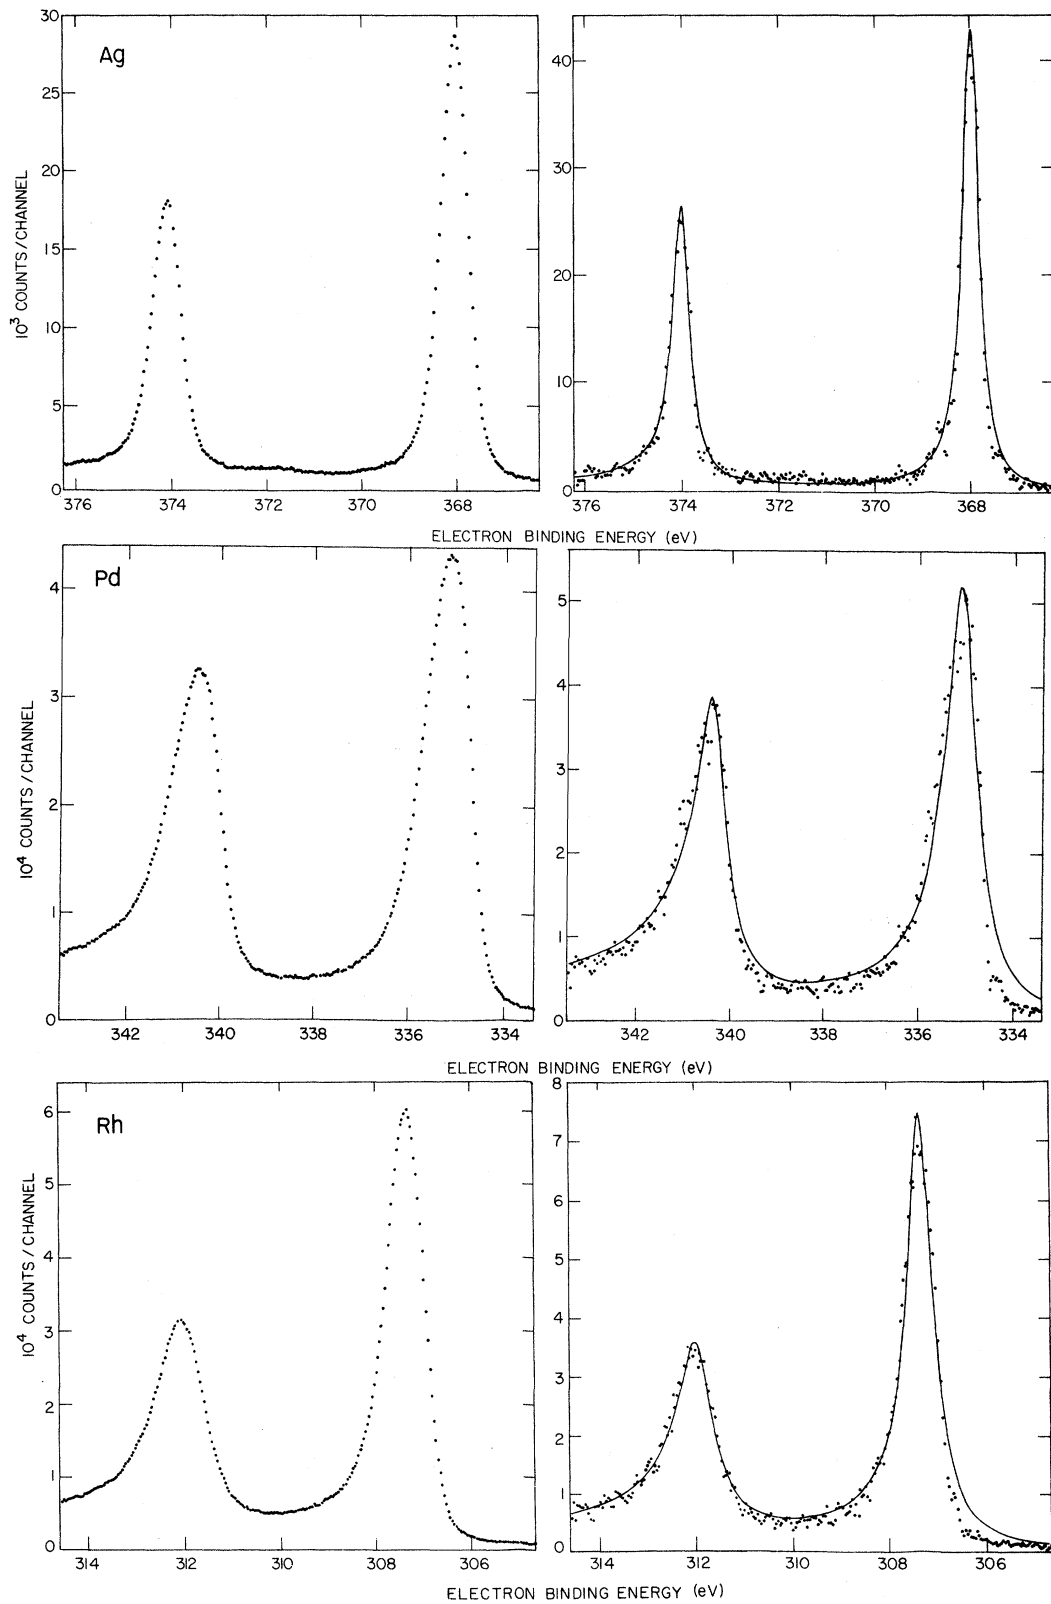 Ag
10³ COUNTS/CHANNEL
30
25
20
15
10
5
0
376 374 372 370 368
40
30
20
10
0
376 374 372 370 368
ELECTRON BINDING ENERGY (eV)
Pd
10⁴ COUNTS/CHANNEL
4
3
2
1
0
342 340 338 336 334
5
4
3
2
1
0
342 340 338 336 334
ELECTRON BINDING ENERGY (eV)
Rh
10⁴ COUNTS/CHANNEL
6
5
4
3
2
1
0
314 312 310 308 306
8
7
6
5
4
3
2
1
0
314 312 310 308 306
ELECTRON BINDING ENERGY (eV)